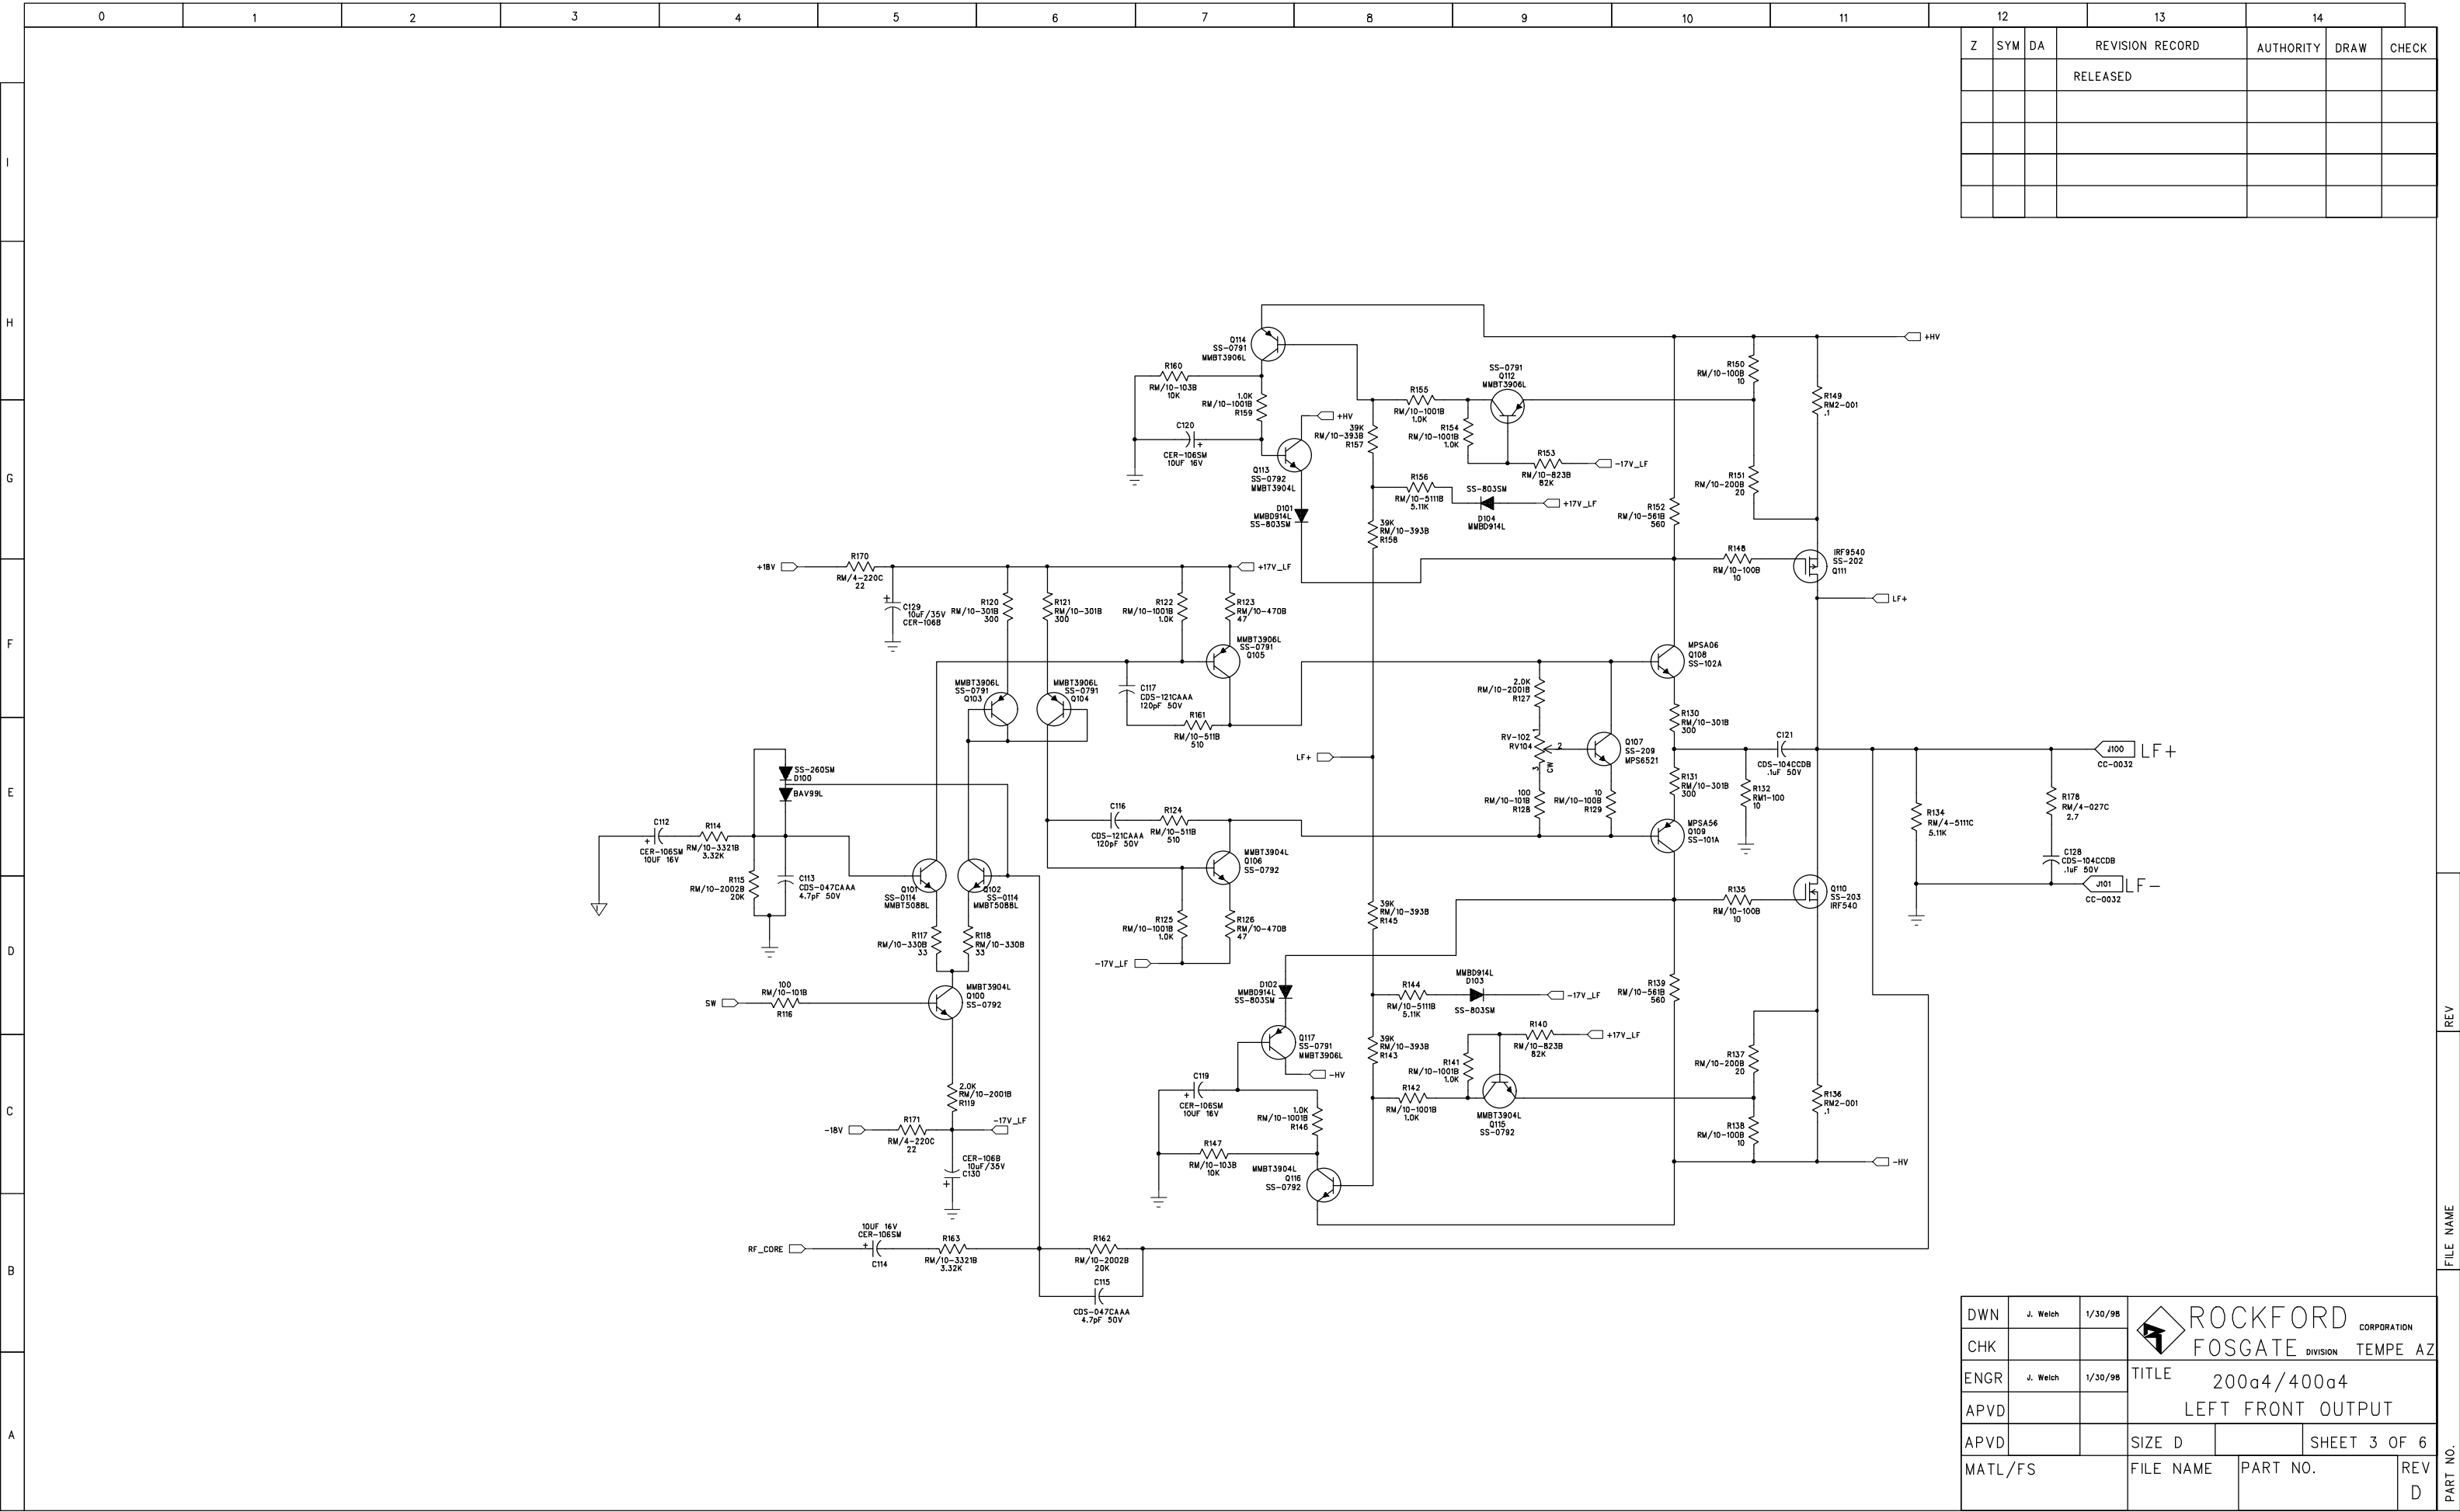 0 1 2 3 4 5 6 7 8 9 10 11 12 13 14
Z SYM DA REVISION RECORD AUTHORITY DRAW CHECK
RELEASED
I
H
G
F
E
D
C
B
A
Q114
SS-0791
MMBT3906L
+HV
R160
RM/10-103B
10K
1.0K
RM/10-1001B
R159
+HV
C120
+
CER-106SM
10UF 16V
Q113
SS-0792
MMBT3904L
D101
MMBD914L
SS-803SM
39K
RM/10-393B
R157
R155
RM/10-1001B
1.0K
SS-0791
Q112
MMBT3906L
R154
RM/10-1001B
1.0K
R153
RM/10-823B
82K
-17V_LF
R156
RM/10-5111B
5.11K
SS-803SM
D104
MMBD914L
+17V_LF
39K
RM/10-393B
R158
R150
RM/10-100B
10
R149
RM2-001
.1
R151
RM/10-200B
20
R152
RM/10-561B
560
R148
RM/10-100B
10
IRF9540
SS-202
Q111
LF+
+18V
R170
RM/4-220C
22
+
C129
10uF/35V
CER-106B
R120
RM/10-301B
300
R121
RM/10-301B
300
R122
RM/10-1001B
1.0K
R123
RM/10-470B
47
+17V_LF
MMBT3906L
SS-0791
Q105
MMBT3906L
SS-0791
Q103
MMBT3906L
SS-0791
Q104
C117
CDS-121CAAA
120pF 50V
R161
RM/10-511B
510
MPSA06
Q108
SS-102A
2.0K
RM/10-2001B
R127
1
RV-102
RV104
2
3
CW
Q107
SS-209
MPS6521
R130
RM/10-301B
300
C121
CDS-104CCDB
.1uF 50V
LF+
J100
LF+
CC-0032
SS-260SM
D100
BAV99L
100
RM/10-101B
R128
10
RM/10-100B
R129
R131
RM/10-301B
300
R132
RM1-100
10
R134
RM/4-5111C
5.11K
R178
RM/4-027C
2.7
C128
CDS-104CCDB
.1uF 50V
J101
LF-
CC-0032
C112
+
CER-106SM
10UF 16V
R114
RM/10-3321B
3.32K
C116
CDS-121CAAA
120pF 50V
R124
RM/10-511B
510
MMBT3904L
Q106
SS-0792
MPSA56
Q109
SS-101A
R115
RM/10-2002B
20K
C113
CDS-047CAAA
4.7pF 50V
Q101
SS-0114
MMBT5088L
Q102
SS-0114
MMBT5088L
R117
RM/10-330B
33
R118
RM/10-330B
33
R125
RM/10-1001B
1.0K
R126
RM/10-470B
47
-17V_LF
39K
RM/10-393B
R145
R135
RM/10-100B
10
Q110
SS-203
IRF540
SW
100
RM/10-101B
R116
MMBT3904L
Q100
SS-0792
D102
MMBD914L
SS-803SM
R144
RM/10-5111B
5.11K
MMBD914L
D103
SS-803SM
-17V_LF
R139
RM/10-561B
560
Q117
SS-0791
MMBT3906L
-HV
39K
RM/10-393B
R143
R141
RM/10-1001B
1.0K
R140
RM/10-823B
82K
+17V_LF
R137
RM/10-200B
20
R136
RM2-001
.1
R138
RM/10-100B
10
-HV
2.0K
RM/10-2001B
R119
-18V
R171
RM/4-220C
22
-17V_LF
CER-106B
10uF/35V
C130
+
C119
+
CER-106SM
10UF 16V
1.0K
RM/10-1001B
R146
R142
RM/10-1001B
1.0K
MMBT3904L
Q115
SS-0792
R147
RM/10-103B
10K
MMBT3904L
Q116
SS-0792
RF_CORE
10UF 16V
CER-106SM
+
C114
R163
RM/10-3321B
3.32K
R162
RM/10-2002B
20K
C115
CDS-047CAAA
4.7pF 50V
REV
FILE NAME
PART NO.
DWN J. Welch 1/30/98
CHK
ENGR J. Welch 1/30/98
APVD
APVD
MATL/FS
ROCKFORD CORPORATION
FOSGATE DIVISION TEMPE AZ
TITLE
200a4/400a4
LEFT FRONT OUTPUT
SIZE D SHEET 3 OF 6
FILE NAME PART NO. REV
D